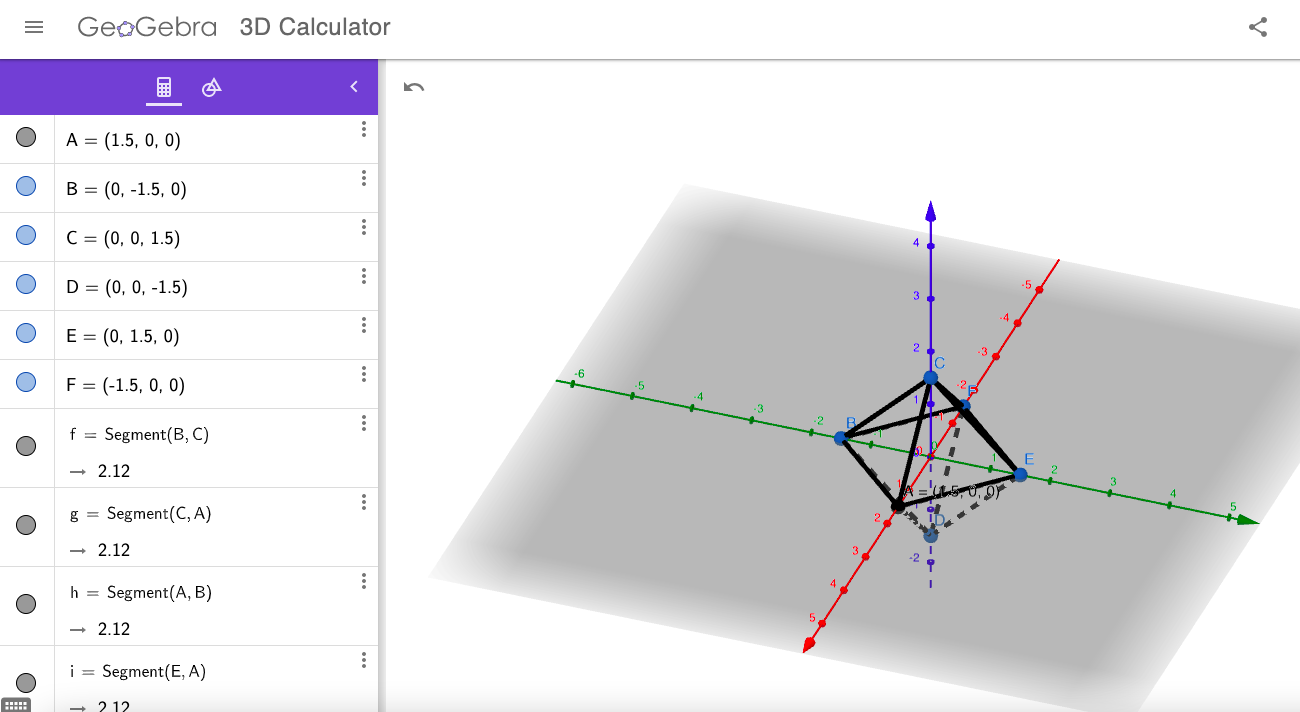 GeoGebra 3D Calculator
A = (1.5, 0, 0)
B = (0, -1.5, 0)
C = (0, 0, 1.5)
D = (0, 0, -1.5)
E = (0, 1.5, 0)
F = (-1.5, 0, 0)
f = Segment(B, C)
→ 2.12
g = Segment(C, A)
→ 2.12
h = Segment(A, B)
→ 2.12
i = Segment(E, A)
→ 2.12
4
3
2
1
-2
-5
-4
-3
-2
-1
0
1
2
3
4
5
-6
-5
-4
-3
-2
-1
0
1
2
3
4
5
C
F
B
E
A = (1.5, 0, 0)
D